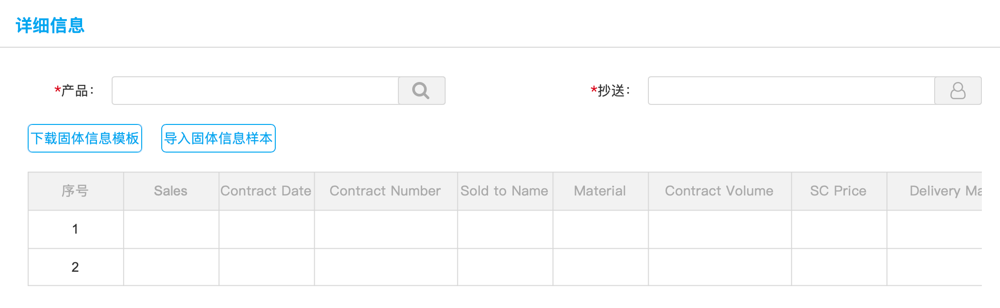 详细信息
*产品： *抄送：
下载固体信息模板 导入固体信息样本
序号 Sales Contract Date Contract Number Sold to Name Material Contract Volume SC Price Delivery Ma
1
2